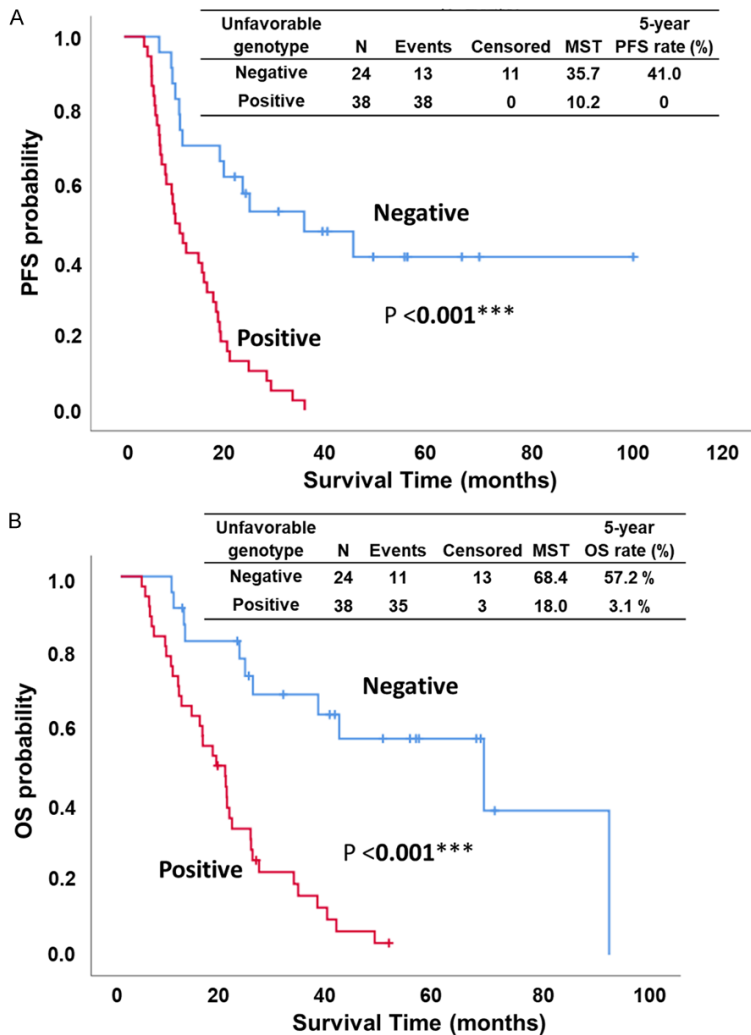 A
Unfavorable genotype N Events Censored MST 5-year PFS rate (%)
Negative 24 13 11 35.7 41.0
Positive 38 38 0 10.2 0
1.0
0.8
0.6
0.4
0.2
0.0
PFS probability
Negative
Positive
P <0.001***
0 20 40 60 80 100 120
Survival Time (months)
B
Unfavorable genotype N Events Censored MST 5-year OS rate (%)
Negative 24 11 13 68.4 57.2 %
Positive 38 35 3 18.0 3.1 %
1.0
0.8
0.6
0.4
0.2
0.0
OS probability
Negative
Positive
P <0.001***
0 20 40 60 80 100
Survival Time (months)